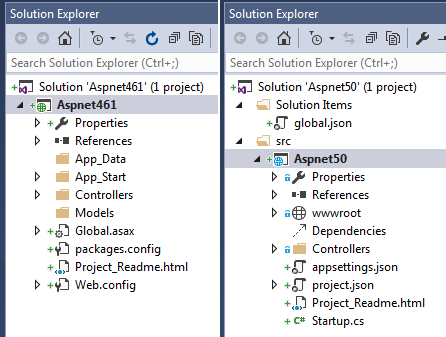 Solution Explorer
Search Solution Explorer (Ctrl+;)
Solution 'Aspnet461' (1 project)
Aspnet461
Properties
References
App_Data
App_Start
Controllers
Models
Global.asax
packages.config
Project_Readme.html
Web.config
Solution Explorer
Search Solution Explorer (Ctrl+;)
Solution 'Aspnet50' (1 project)
Solution Items
global.json
src
Aspnet50
Properties
References
wwwroot
Dependencies
Controllers
appsettings.json
project.json
Project_Readme.html
C# Startup.cs